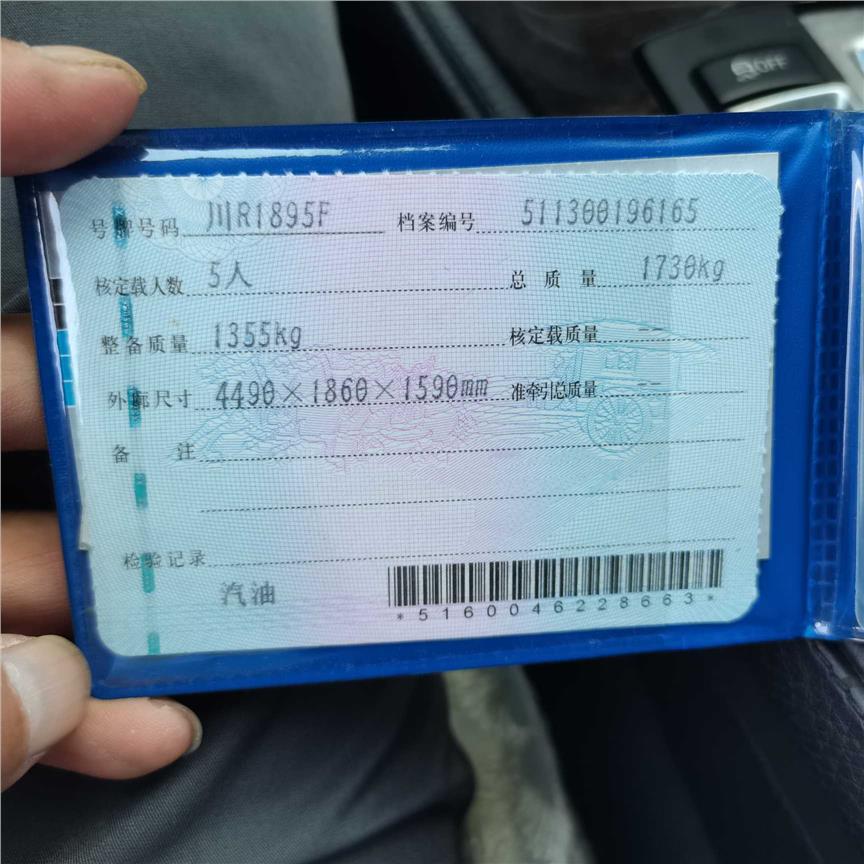 OFF
号牌号码 川R1895F 档案编号 511300196165
核定载人数 5人 总质量 1730kg
整备质量 1355kg 核定载质量 --
外廓尺寸 4490×1860×1590mm 准牵引总质量 --
备注
检验记录
汽油
*5160046228663*